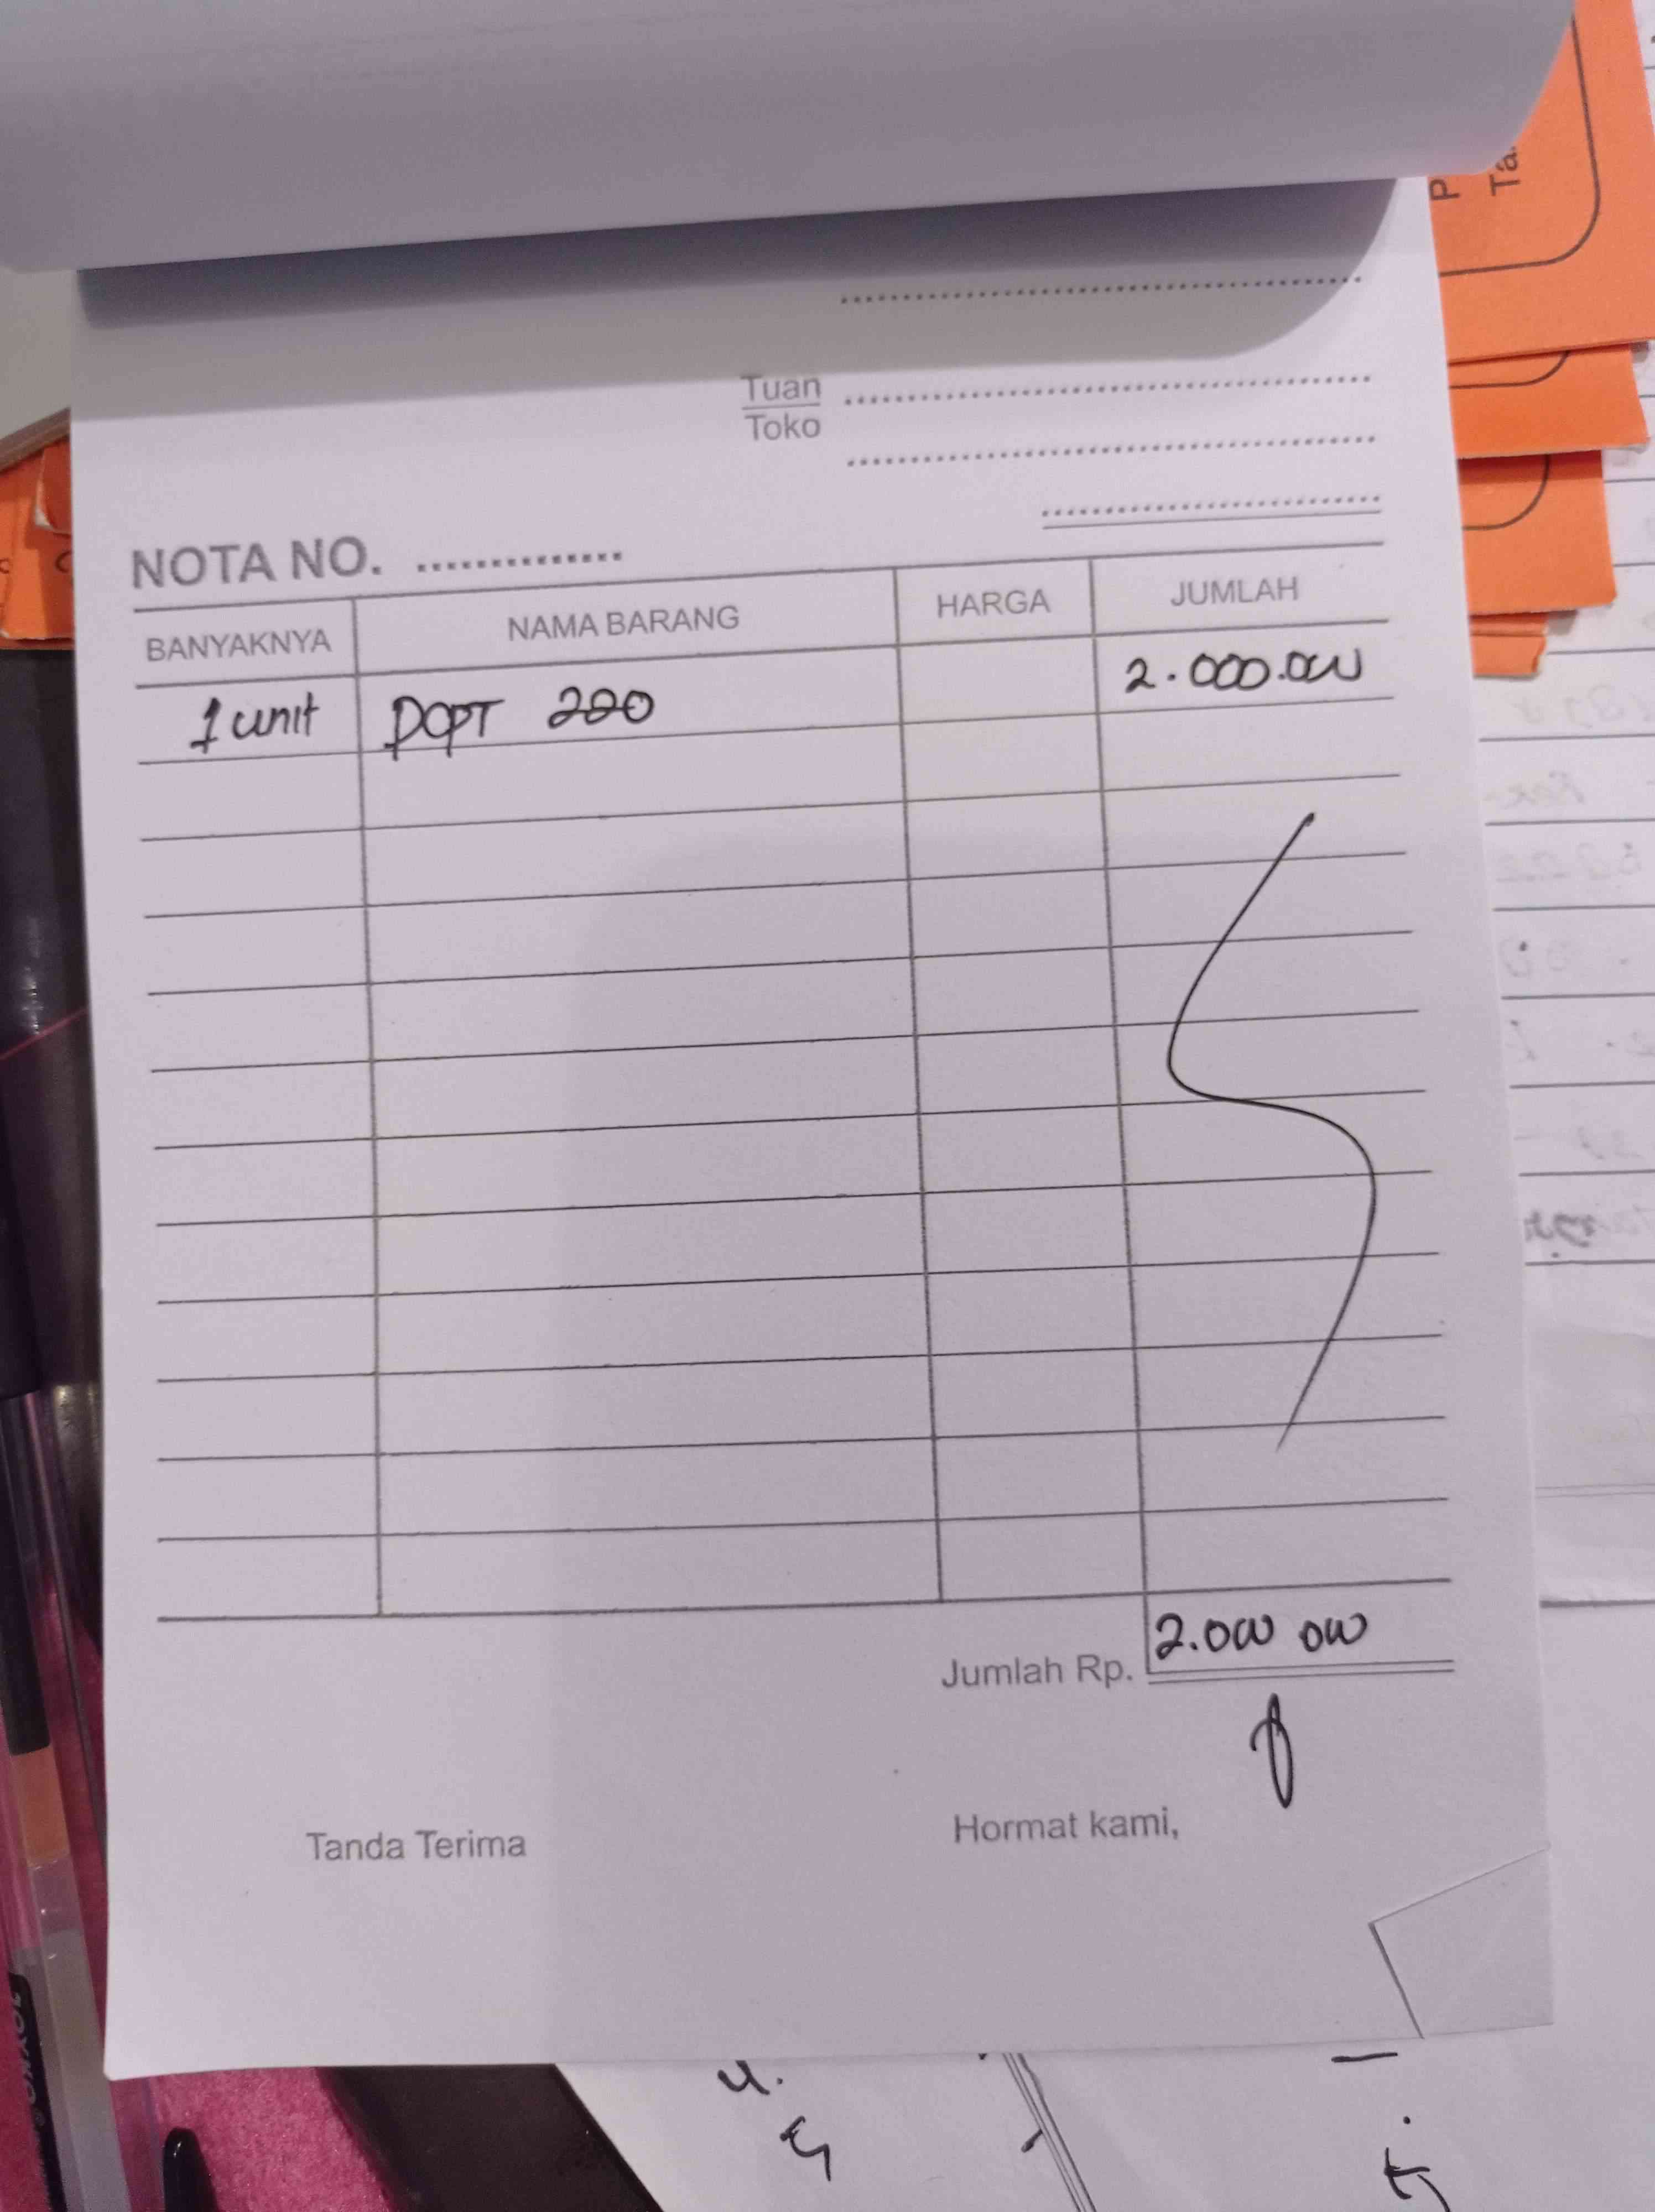 Tuan
Toko
NOTA NO. ...............
BANYAKNYA NAMA BARANG HARGA JUMLAH
1 unit DOPT 220 2.000.000
Jumlah Rp. 2.000 000
Tanda Terima Hormat kami,